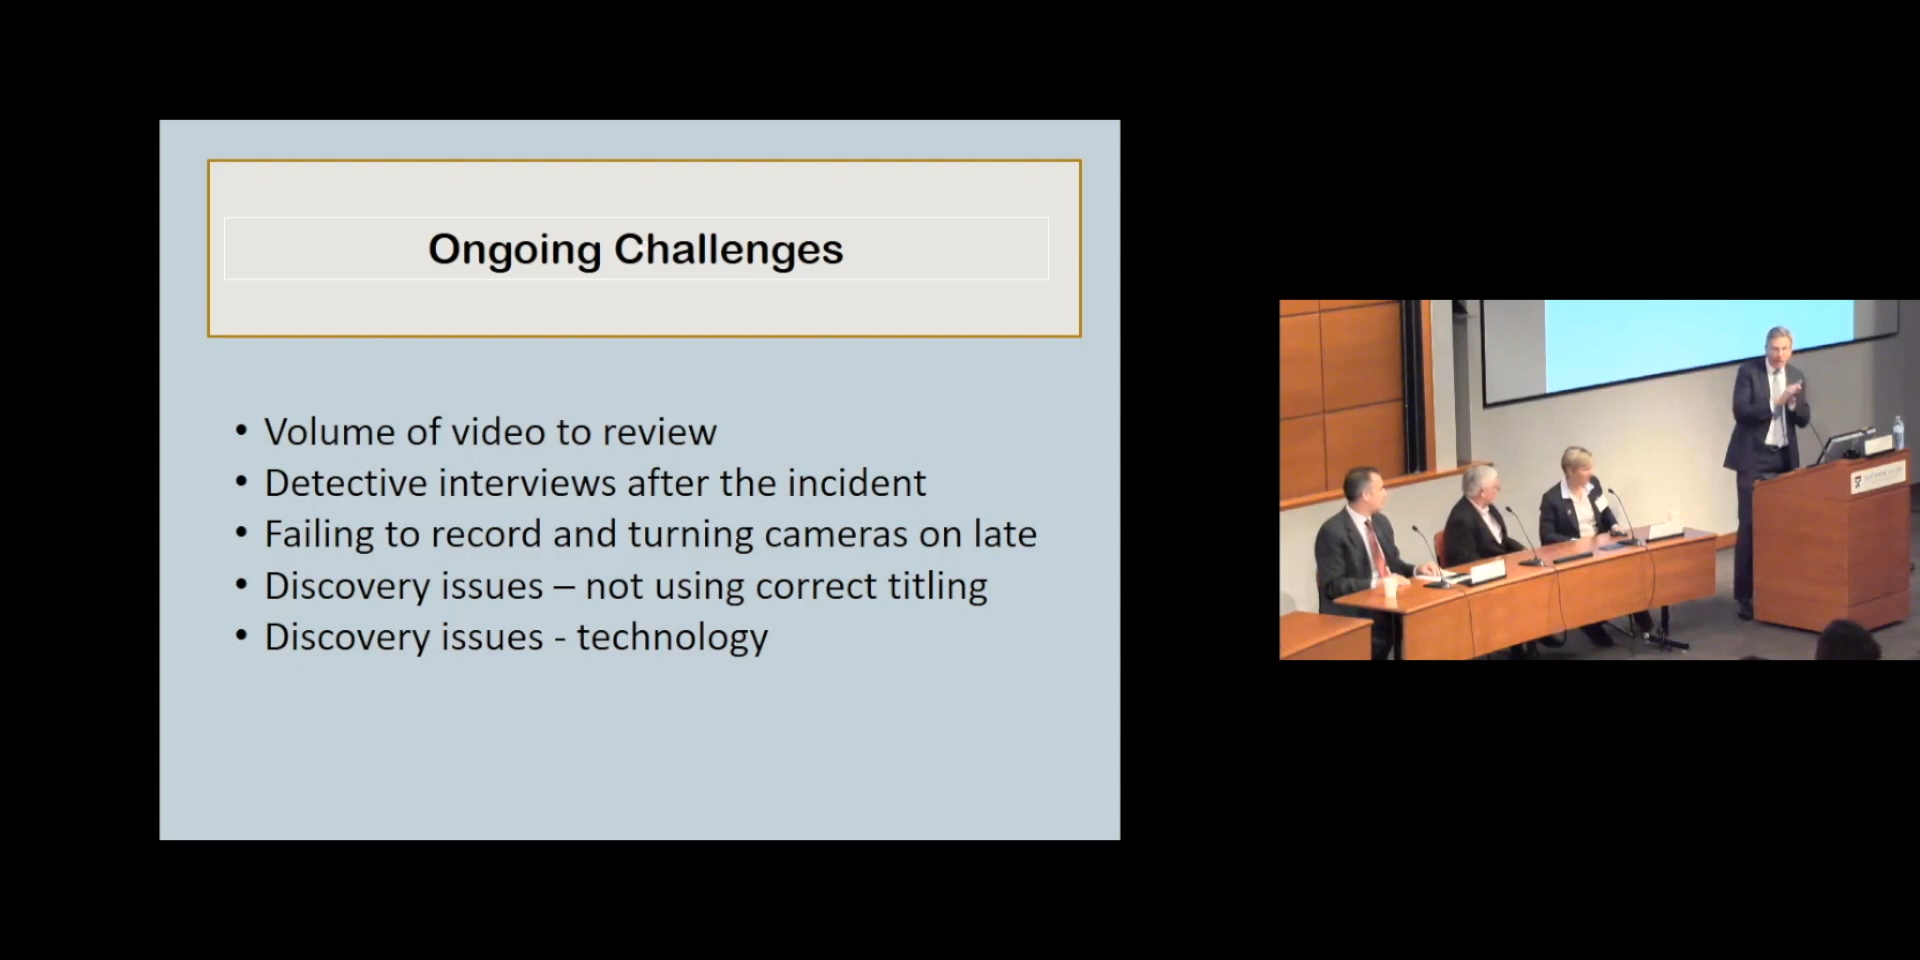 Ongoing Challenges
• Volume of video to review
• Detective interviews after the incident
• Failing to record and turning cameras on late
• Discovery issues – not using correct titling
• Discovery issues - technology